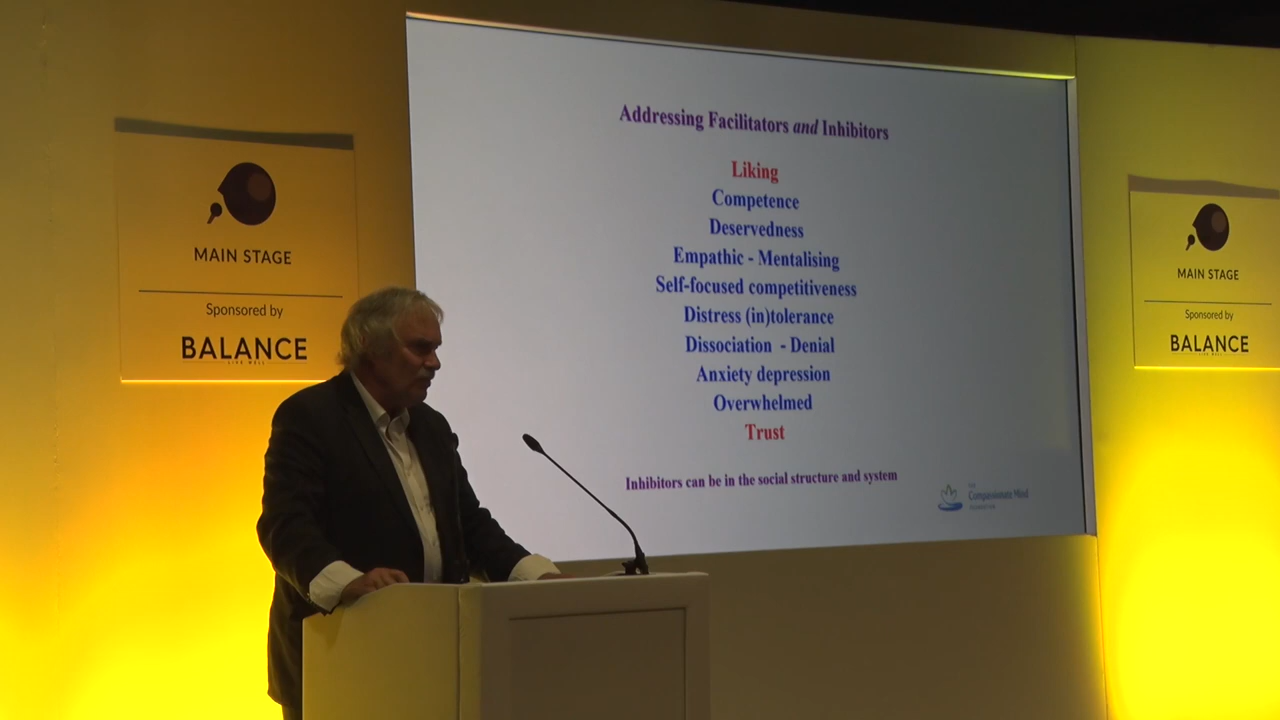 MAIN STAGE
Sponsored by
BALANCE
LIVE WELL
Addressing Facilitators and Inhibitors
Liking
Competence
Deservedness
Empathic - Mentalising
Self-focused competitiveness
Distress (in)tolerance
Dissociation - Denial
Anxiety depression
Overwhelmed
Trust
Inhibitors can be in the social structure and system
Compassionate Mind
MAIN STAGE
Sponsored by
BALANCE